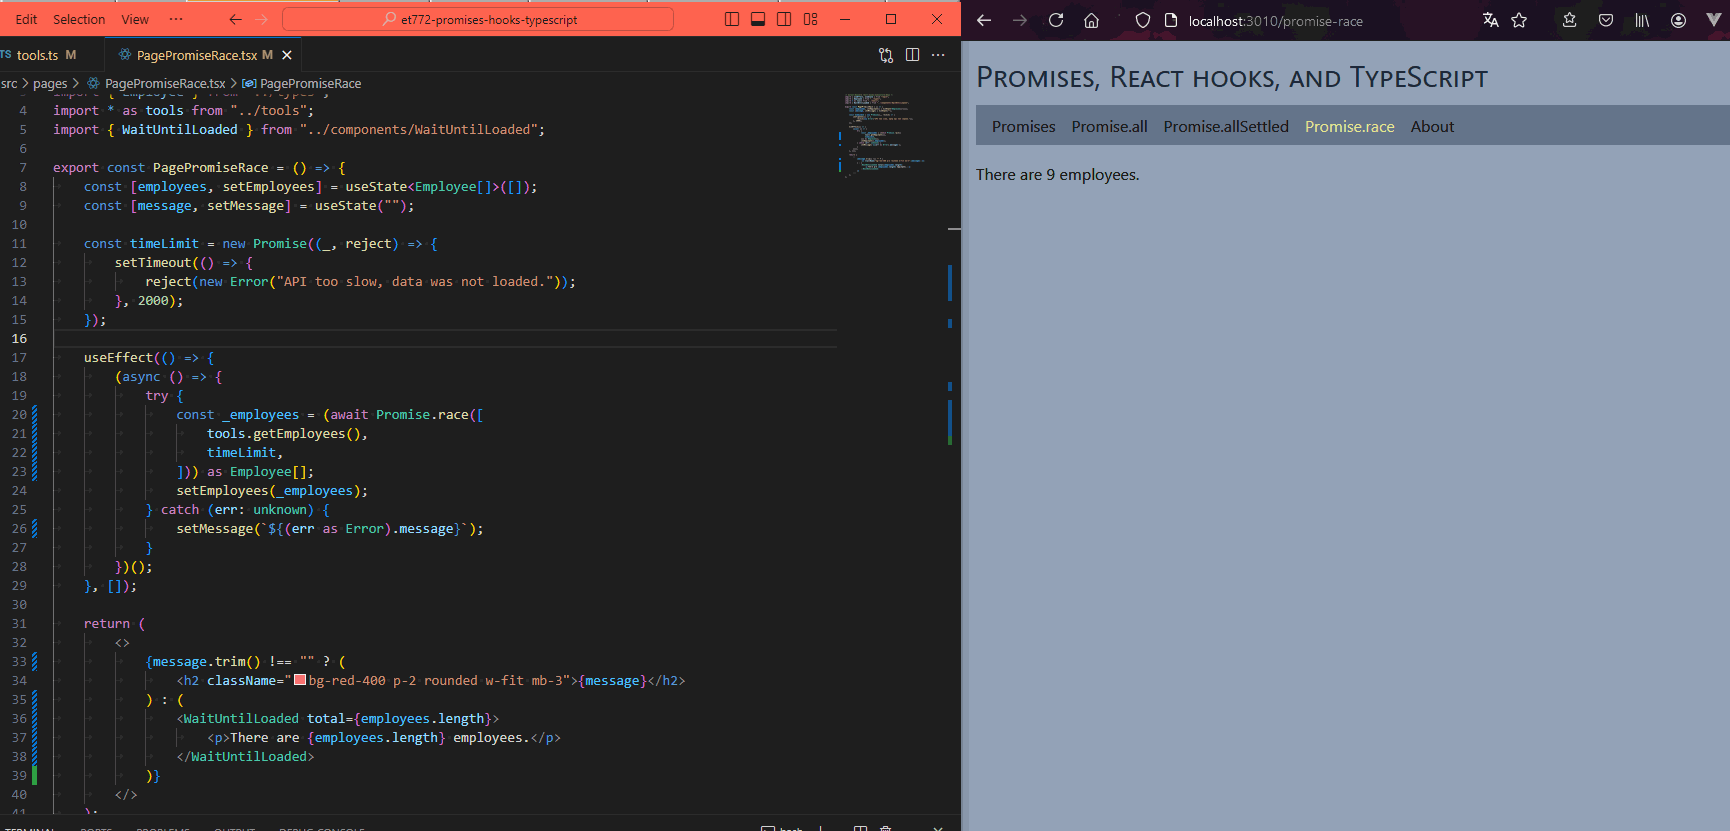 Edit Selection View ··· et772-promises-hooks-typescript
TS tools.ts M PagePromiseRace.tsx M
src > pages > PagePromiseRace.tsx > PagePromiseRace
4 import * as tools from "../tools";
5 import { WaitUntilLoaded } from "../components/WaitUntilLoaded";
6
7 export const PagePromiseRace = () => {
8 const [employees, setEmployees] = useState<Employee[]>([]);
9 const [message, setMessage] = useState("");
10
11 const timeLimit = new Promise((_, reject) => {
12 setTimeout(() => {
13 reject(new Error("API too slow, data was not loaded."));
14 }, 2000);
15 });
16
17 useEffect(() => {
18 (async () => {
19 try {
20 const _employees = (await Promise.race([
21 tools.getEmployees(),
22 timeLimit,
23 ])) as Employee[];
24 setEmployees(_employees);
25 } catch (err: unknown) {
26 setMessage(`${(err as Error).message}`);
27 }
28 })();
29 }, []);
30
31 return (
32 <>
33 {message.trim() !== "" ? (
34 <h2 className="bg-red-400 p-2 rounded w-fit mb-3">{message}</h2>
35 ) : (
36 <WaitUntilLoaded total={employees.length}>
37 <p>There are {employees.length} employees.</p>
38 </WaitUntilLoaded>
39 )}
40 </>
41 );
localhost:3010/promise-race
Promises, React hooks, and TypeScript
Promises Promise.all Promise.allSettled Promise.race About
There are 9 employees.